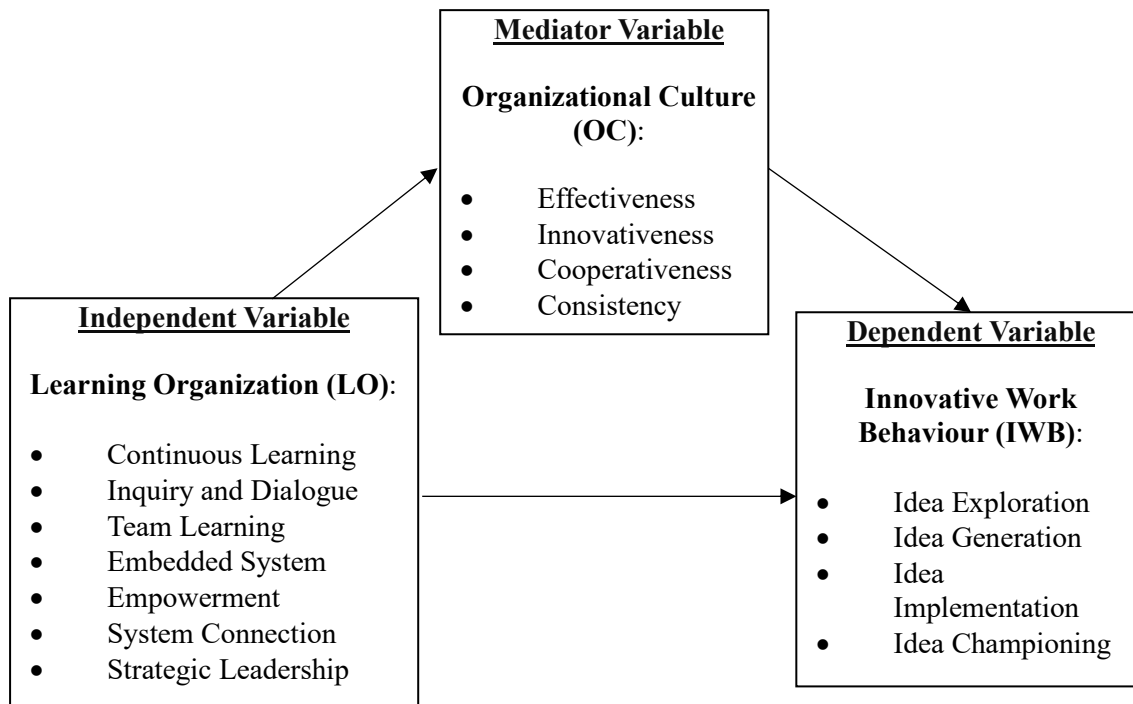 Mediator Variable
Organizational Culture
(OC):
• Effectiveness
• Innovativeness
• Cooperativeness
• Consistency
Independent Variable
Learning Organization (LO):
• Continuous Learning
• Inquiry and Dialogue
• Team Learning
• Embedded System
• Empowerment
• System Connection
• Strategic Leadership
Dependent Variable
Innovative Work
Behaviour (IWB):
• Idea Exploration
• Idea Generation
• Idea
Implementation
• Idea Championing